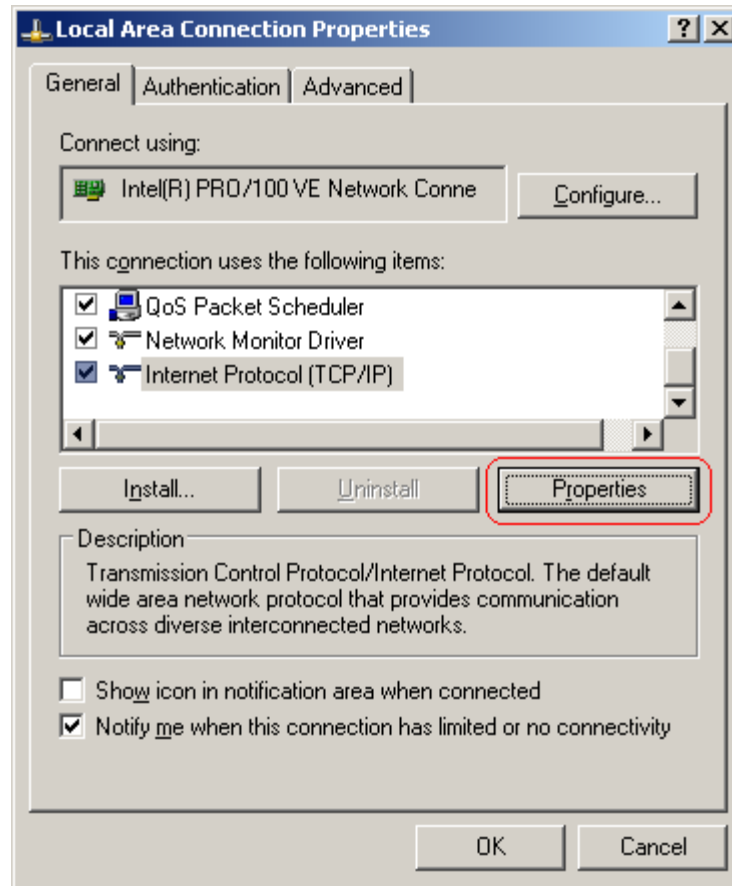 Local Area Connection Properties
General Authentication Advanced
Connect using:
Intel(R) PRO/100 VE Network Conne
Configure...
This connection uses the following items:
QoS Packet Scheduler
Network Monitor Driver
Internet Protocol (TCP/IP)
Install... Uninstall Properties
Description
Transmission Control Protocol/Internet Protocol. The default
wide area network protocol that provides communication
across diverse interconnected networks.
Show icon in notification area when connected
Notify me when this connection has limited or no connectivity
OK Cancel